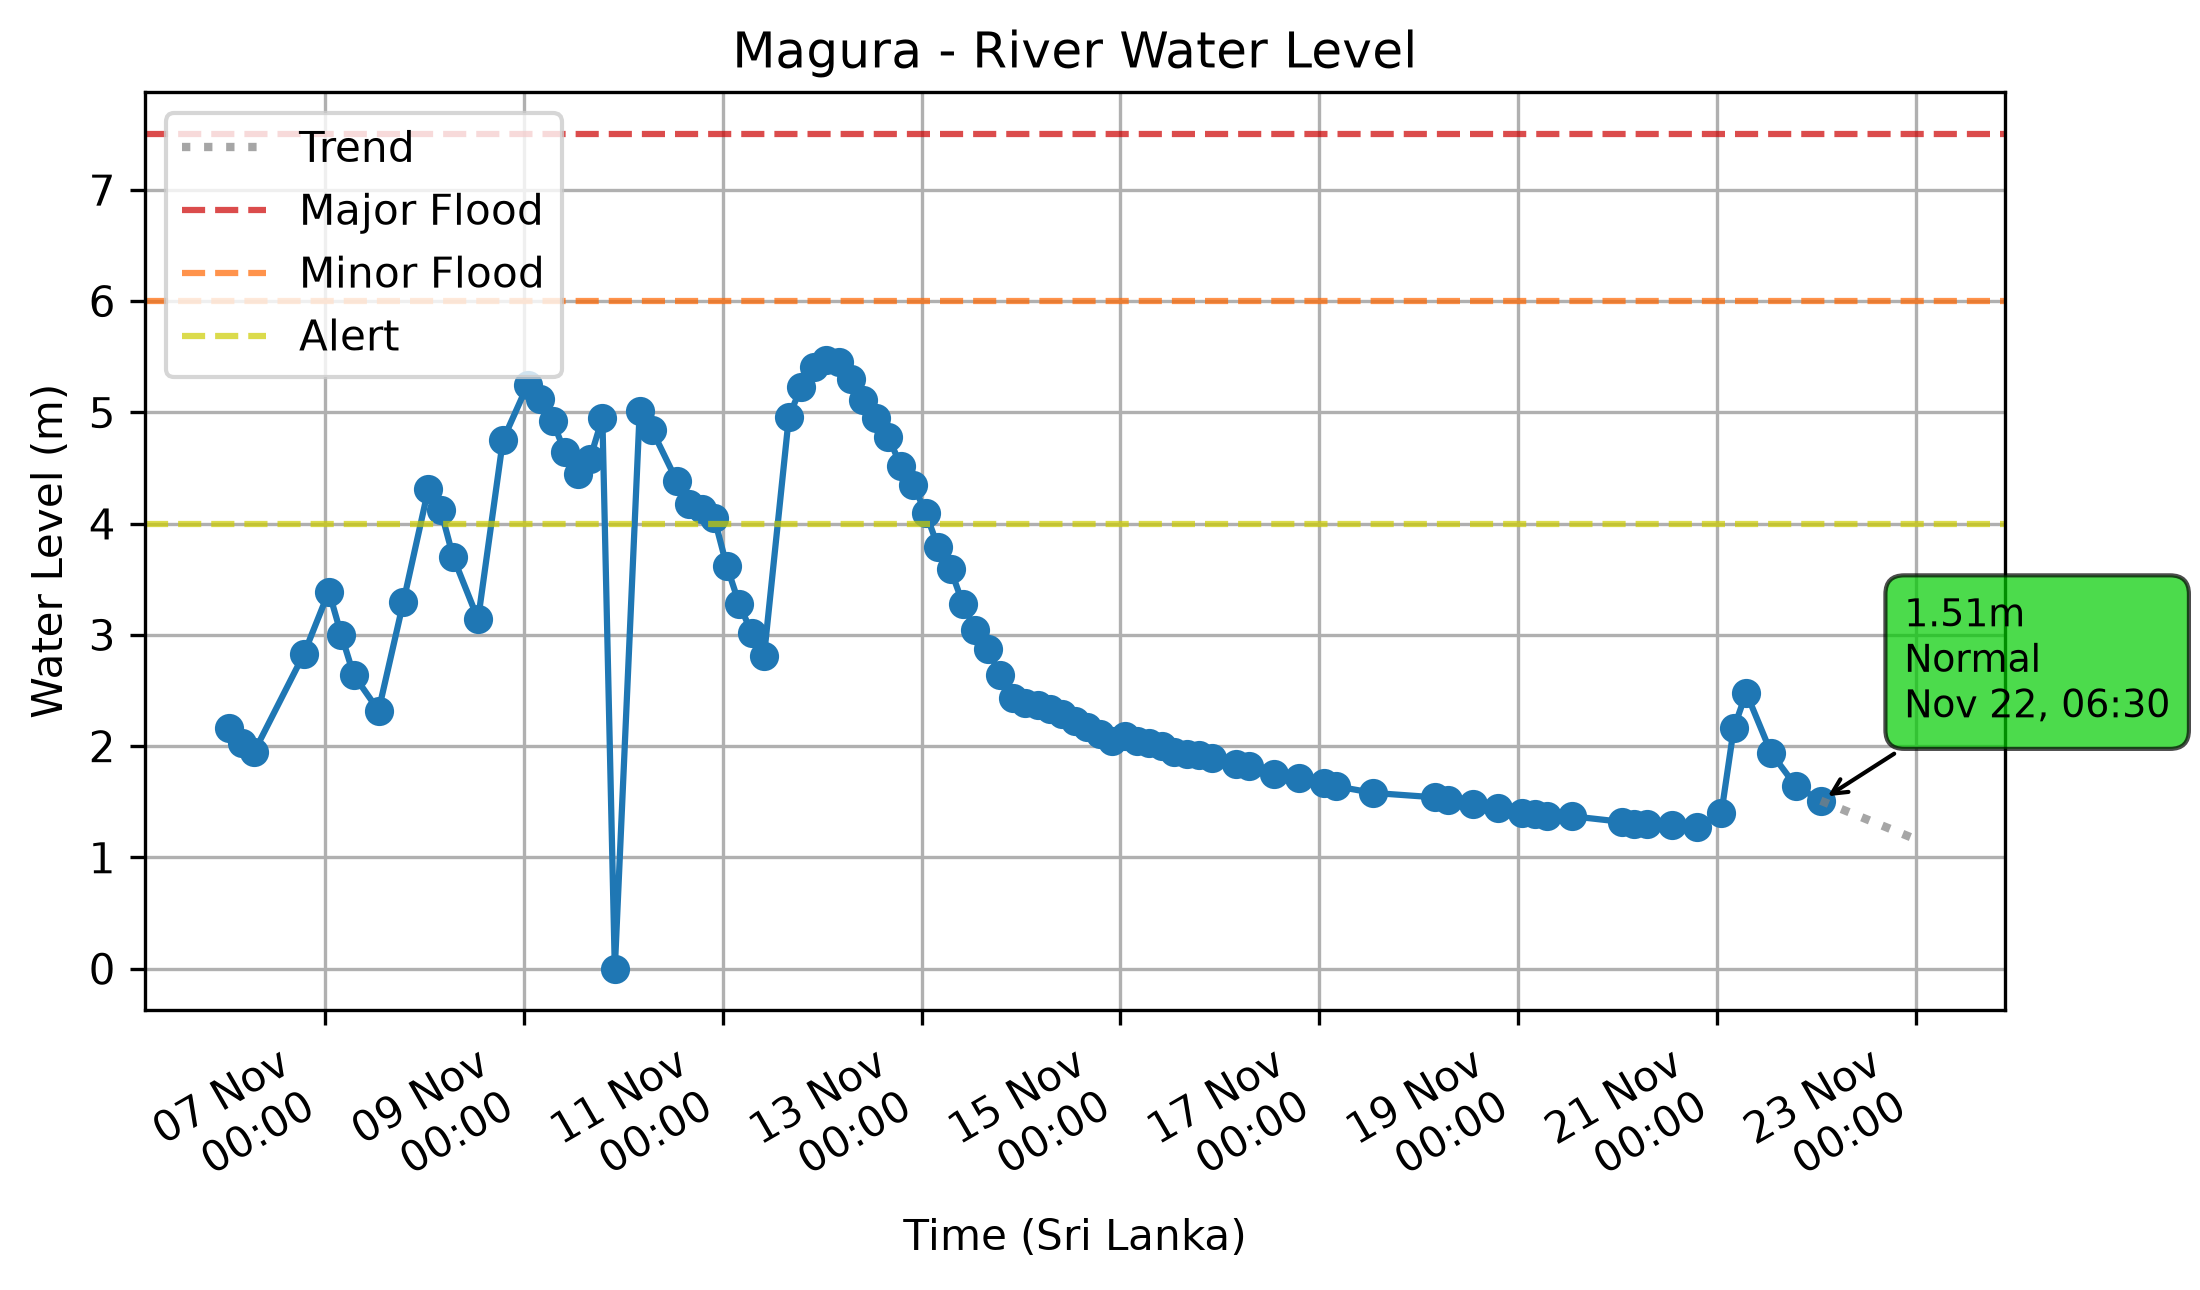 Magura - River Water Level
Trend
Major Flood
Minor Flood
Alert
Water Level (m)
7
6
5
4
3
2
1
0
1.51m
Normal
Nov 22, 06:30
07 Nov
00:00
09 Nov
00:00
11 Nov
00:00
13 Nov
00:00
15 Nov
00:00
17 Nov
00:00
19 Nov
00:00
21 Nov
00:00
23 Nov
00:00
Time (Sri Lanka)